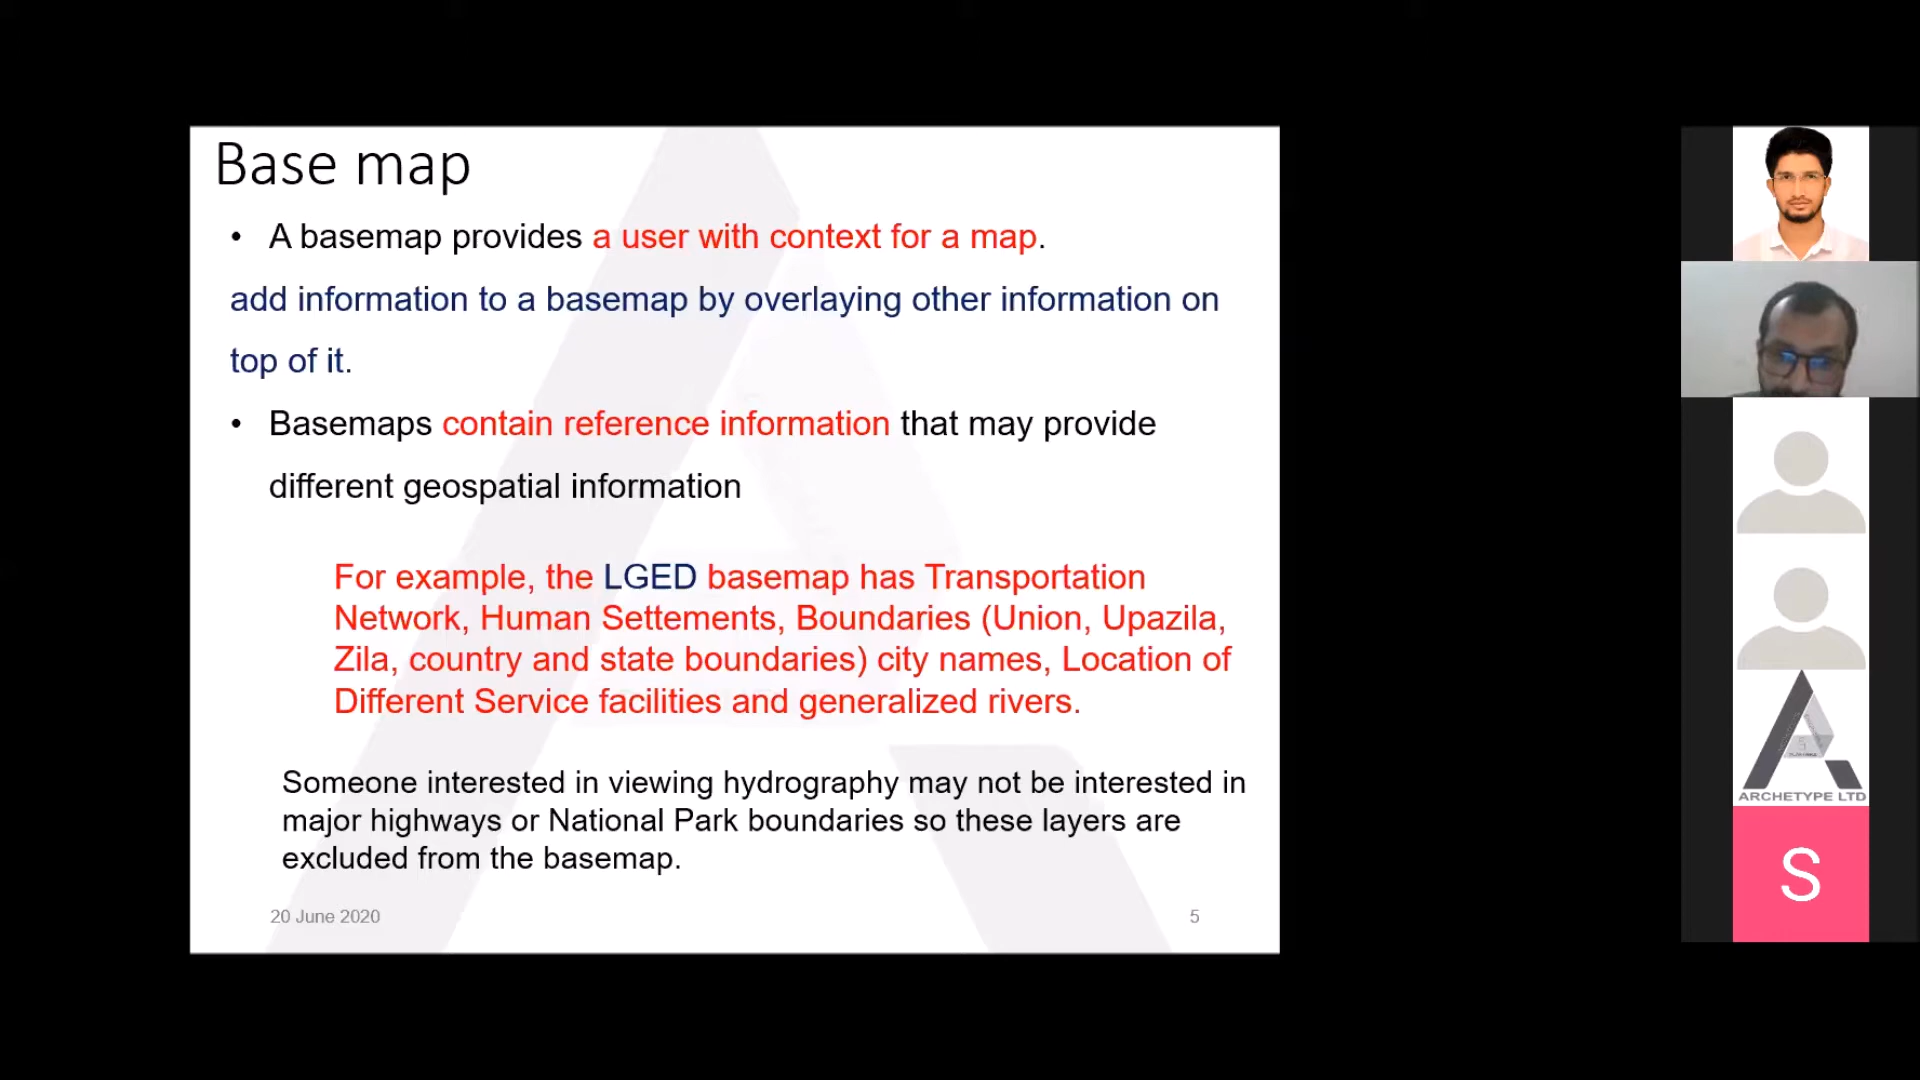 Base map
• A basemap provides a user with context for a map.
add information to a basemap by overlaying other information on
top of it.
• Basemaps contain reference information that may provide
different geospatial information
For example, the LGED basemap has Transportation
Network, Human Settements, Boundaries (Union, Upazila,
Zila, country and state boundaries) city names, Location of
Different Service facilities and generalized rivers.
Someone interested in viewing hydrography may not be interested in
major highways or National Park boundaries so these layers are
excluded from the basemap.
20 June 2020
5
ARCHETYPE LTD
S